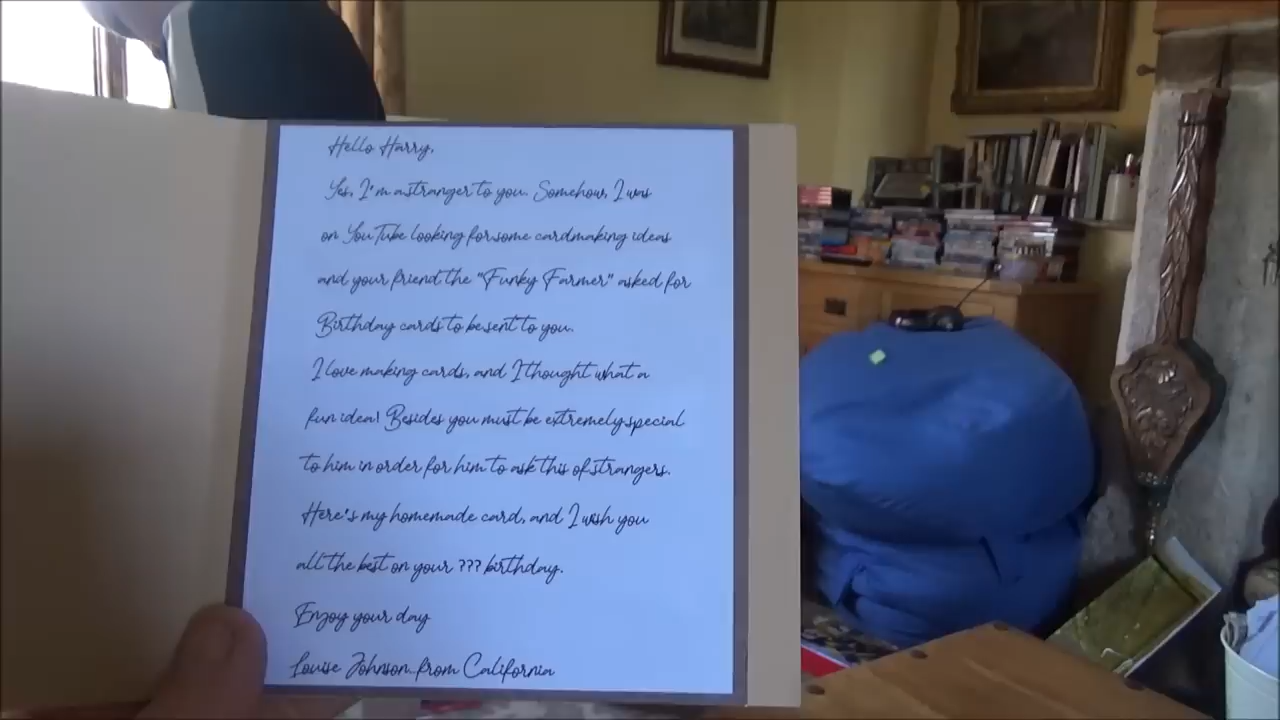 Hello Harry,
Yes, I'm a stranger to you. Somehow, I was
on YouTube looking for some cardmaking ideas
and your friend the "Funky Farmer" asked for
Birthday cards to be sent to you.
I love making cards, and I thought what a
fun idea! Besides you must be extremely special
to him in order for him to ask this of strangers.
Here's my homemade card, and I wish you
all the best on your ??? birthday.
Enjoy your day
Louise Johnson from California